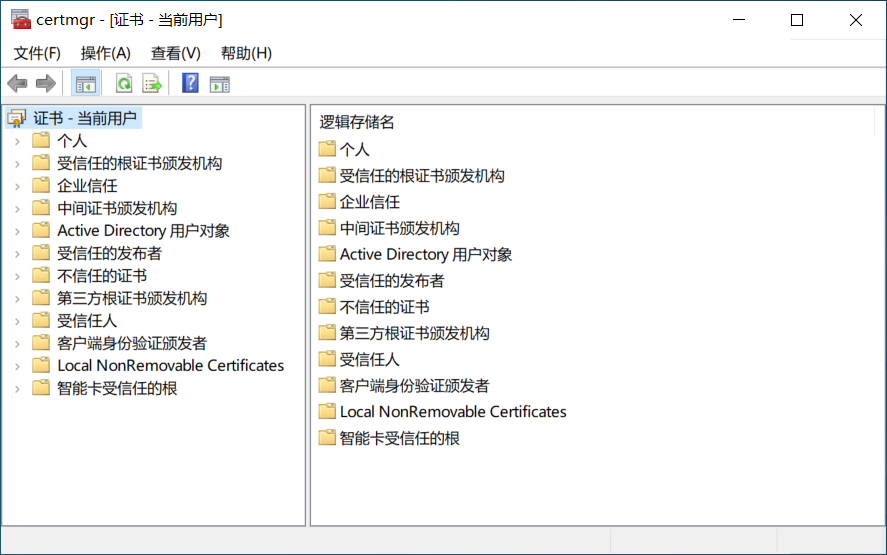 certmgr - [证书 - 当前用户]
文件(F) 操作(A) 查看(V) 帮助(H)
证书 - 当前用户
个人
受信任的根证书颁发机构
企业信任
中间证书颁发机构
Active Directory 用户对象
受信任的发布者
不信任的证书
第三方根证书颁发机构
受信任人
客户端身份验证颁发者
Local NonRemovable Certificates
智能卡受信任的根
逻辑存储名
个人
受信任的根证书颁发机构
企业信任
中间证书颁发机构
Active Directory 用户对象
受信任的发布者
不信任的证书
第三方根证书颁发机构
受信任人
客户端身份验证颁发者
Local NonRemovable Certificates
智能卡受信任的根